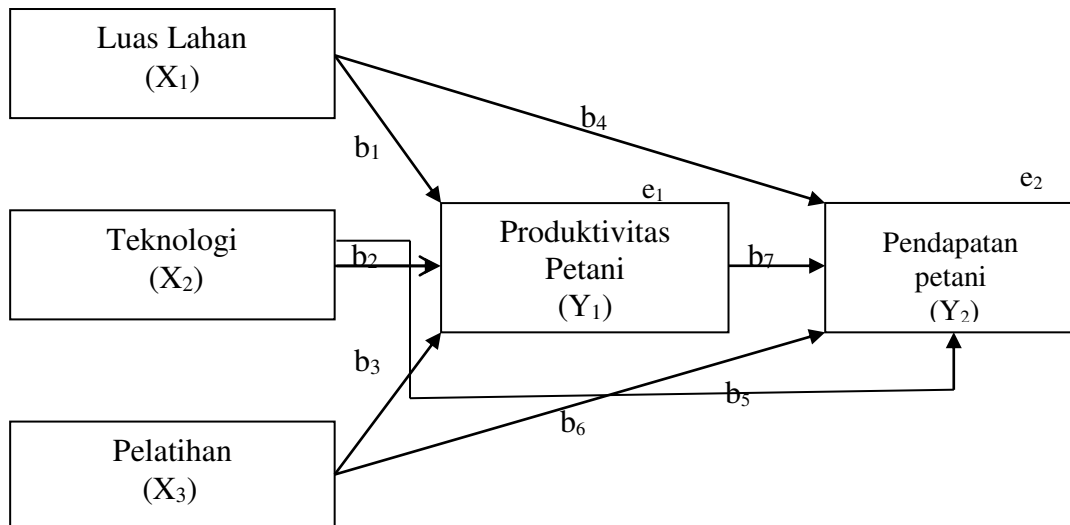 Luas Lahan
(X₁)
b₄
b₁
e₁
e₂
Teknologi
(X₂)
b₂
Produktivitas
Petani
(Y₁)
b₇
Pendapatan
petani
(Y₂)
b₃
b₅
b₆
Pelatihan
(X₃)